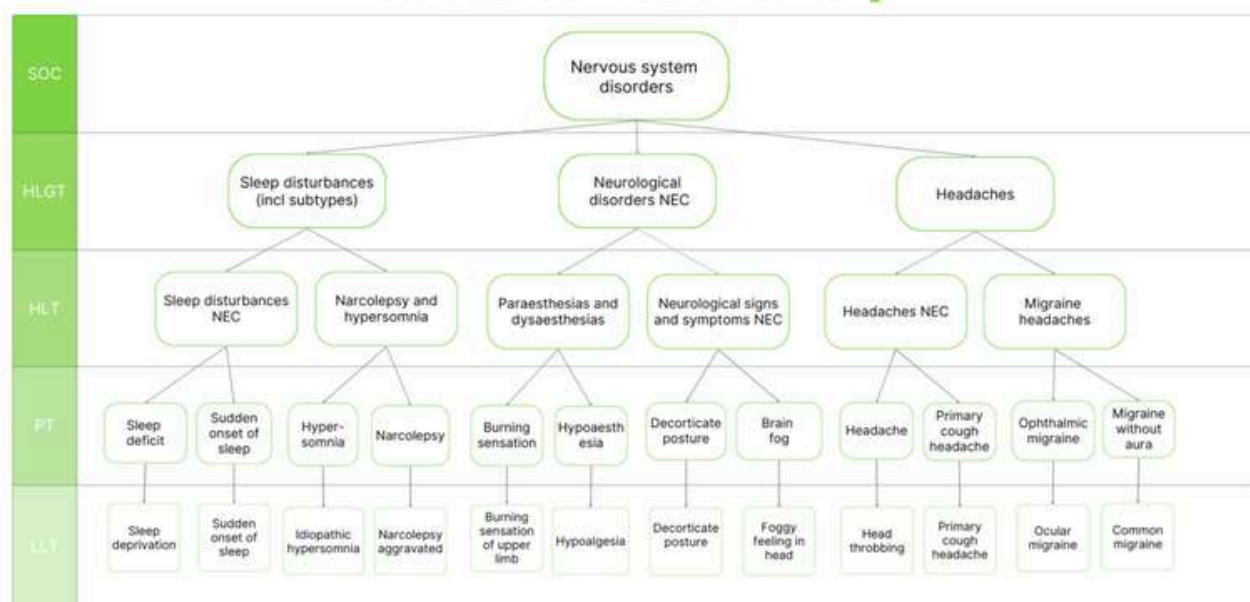 SOC
Nervous system
disorders
HLGT
Sleep disturbances
(incl subtypes)
Neurological
disorders NEC
Headaches
HLT
Sleep disturbances
NEC
Narcolepsy and
hypersomnia
Paraesthesias and
dysaesthesias
Neurological signs
and symptoms NEC
Headaches NEC
Migraine
headaches
PT
Sleep
deficit
Sudden
onset of
sleep
Hyper-
somnia
Narcolepsy
Burning
sensation
Hypoaesth
esia
Decorticate
posture
Brain
fog
Headache
Primary
cough
headache
Ophthalmic
migraine
Migraine
without
aura
LLT
Sleep
deprivation
Sudden
onset of
sleep
Idiopathic
hypersomnia
Narcolepsy
aggravated
Burning
sensation
of upper
limb
Hypoalgesia
Decorticate
posture
Foggy
feeling in
head
Head
throbbing
Primary
cough
headache
Ocular
migraine
Common
migraine